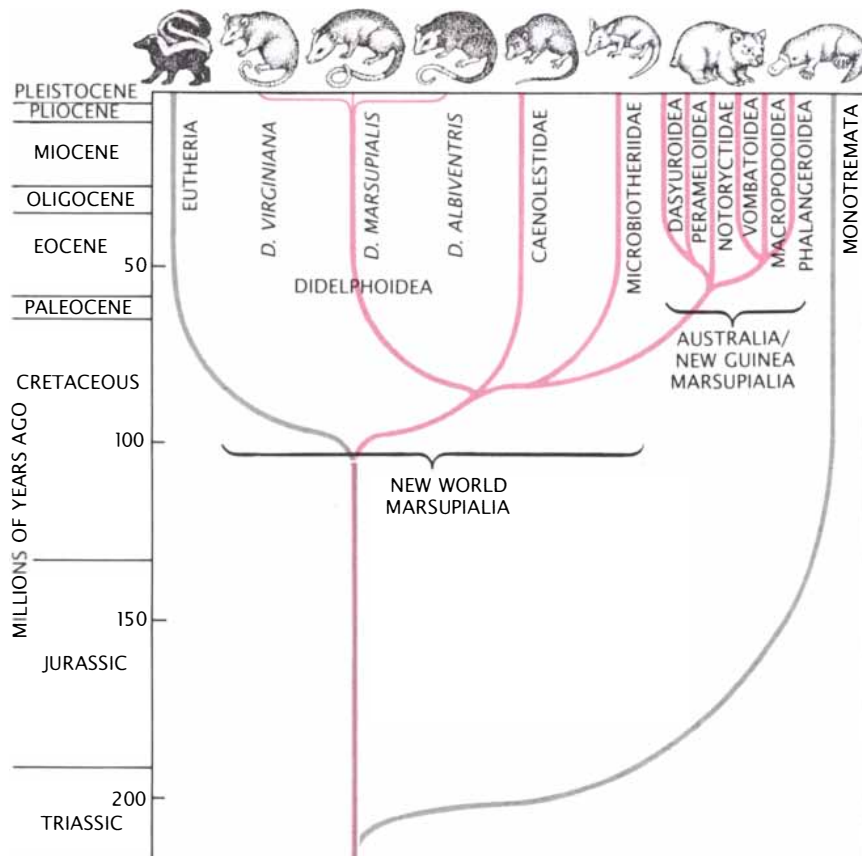 PLEISTOCENE
PLIOCENE
MIOCENE
OLIGOCENE
EOCENE
50
PALEOCENE
CRETACEOUS
100
MILLIONS OF YEARS AGO
150
JURASSIC
200
TRIASSIC
EUTHERIA
D. VIRGINIANA
D. MARSUPIALIS
D. ALBIVENTRIS
DIDELPHOIDEA
CAENOLESTIDAE
MICROBIOTHERIIDAE
DASYUROIDEA
PERAMELOIDEA
NOTORYCTIDAE
VOMBATOIDEA
MACROPODOIDEA
PHALANGEROIDEA
MONOTREMATA
AUSTRALIA/
NEW GUINEA
MARSUPIALIA
NEW WORLD
MARSUPIALIA